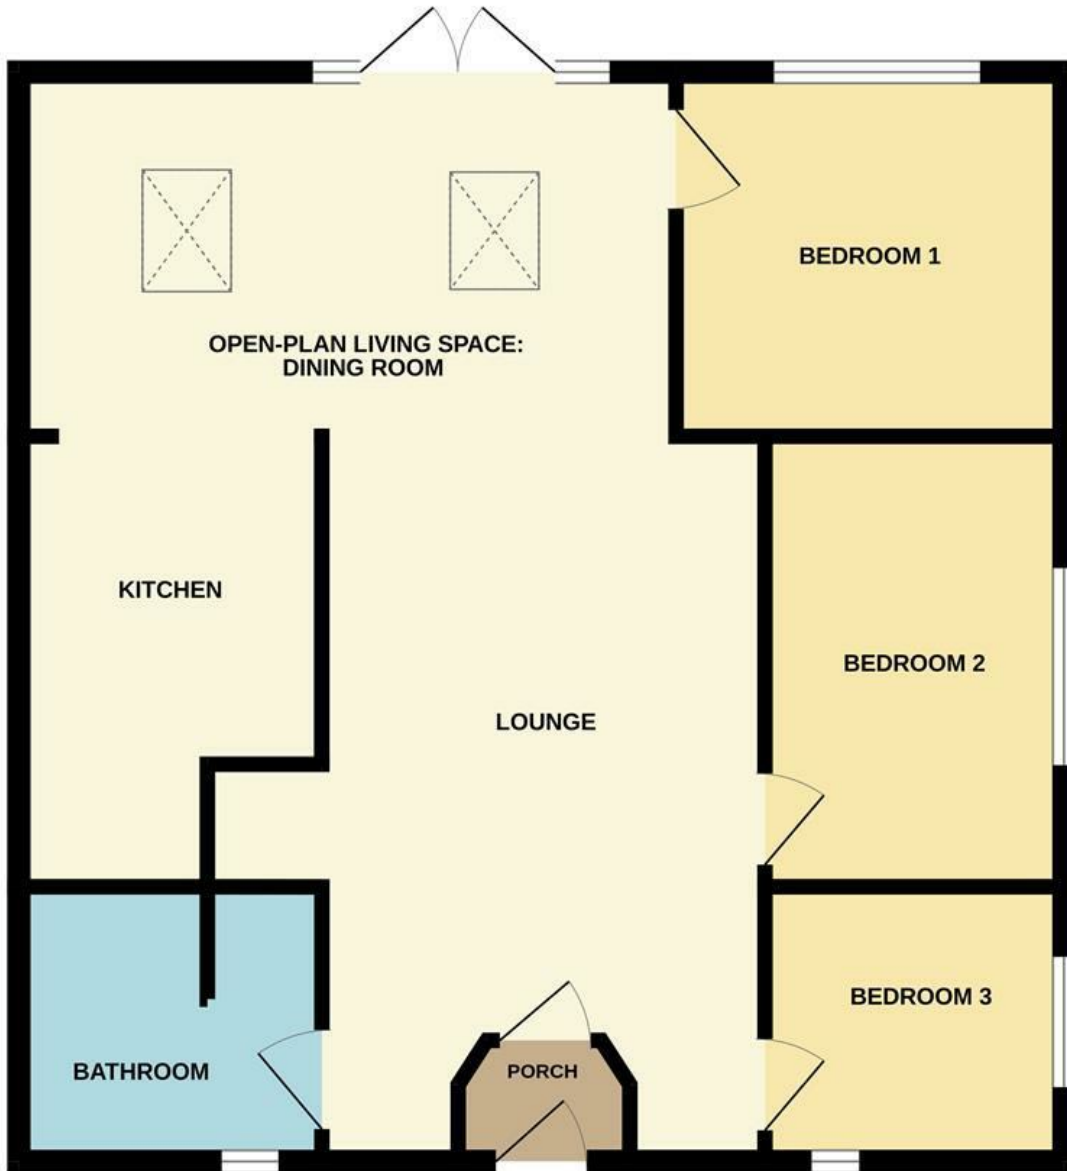 BEDROOM 1
OPEN-PLAN LIVING SPACE:
DINING ROOM
KITCHEN
BEDROOM 2
LOUNGE
BEDROOM 3
BATHROOM
PORCH